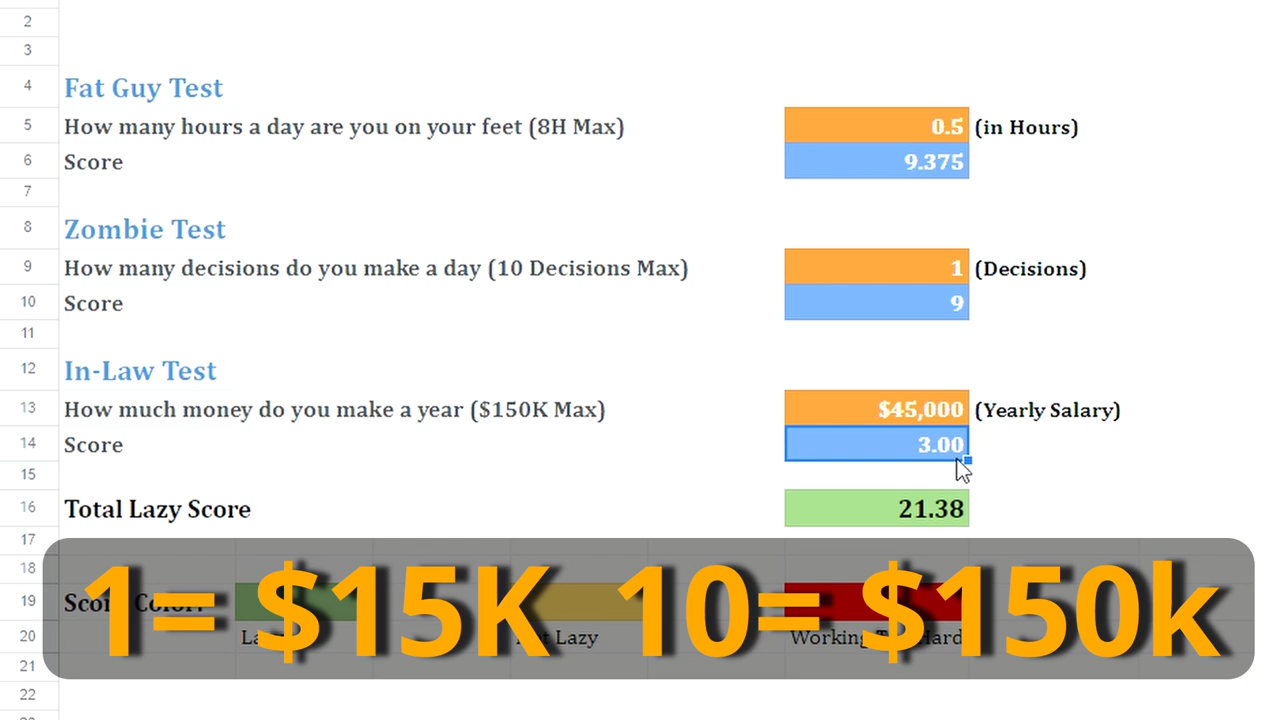 2
3
4 Fat Guy Test
5 How many hours a day are you on your feet (8H Max) 0.5 (in Hours)
6 Score 9.375
7
8 Zombie Test
9 How many decisions do you make a day (10 Decisions Max) 1 (Decisions)
10 Score 9
11
12 In-Law Test
13 How much money do you make a year ($150K Max) $45,000 (Yearly Salary)
14 Score 3.00
15
16 Total Lazy Score 21.38
17
18
1= $15K 10= $150k
19
20 Lazy
21
22